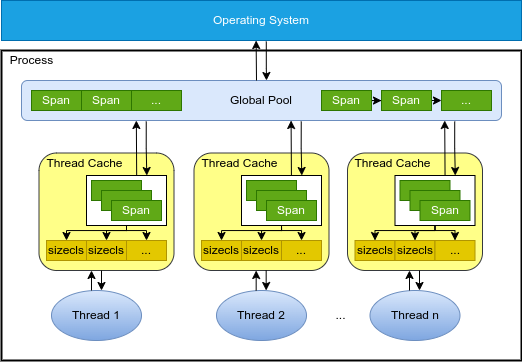 Operating System
Process
Span Span ... Global Pool Span Span ...
Thread Cache Thread Cache Thread Cache
Span Span Span
sizecls sizecls ... sizecls sizecls ... sizecls sizecls ...
Thread 1 Thread 2 ... Thread n